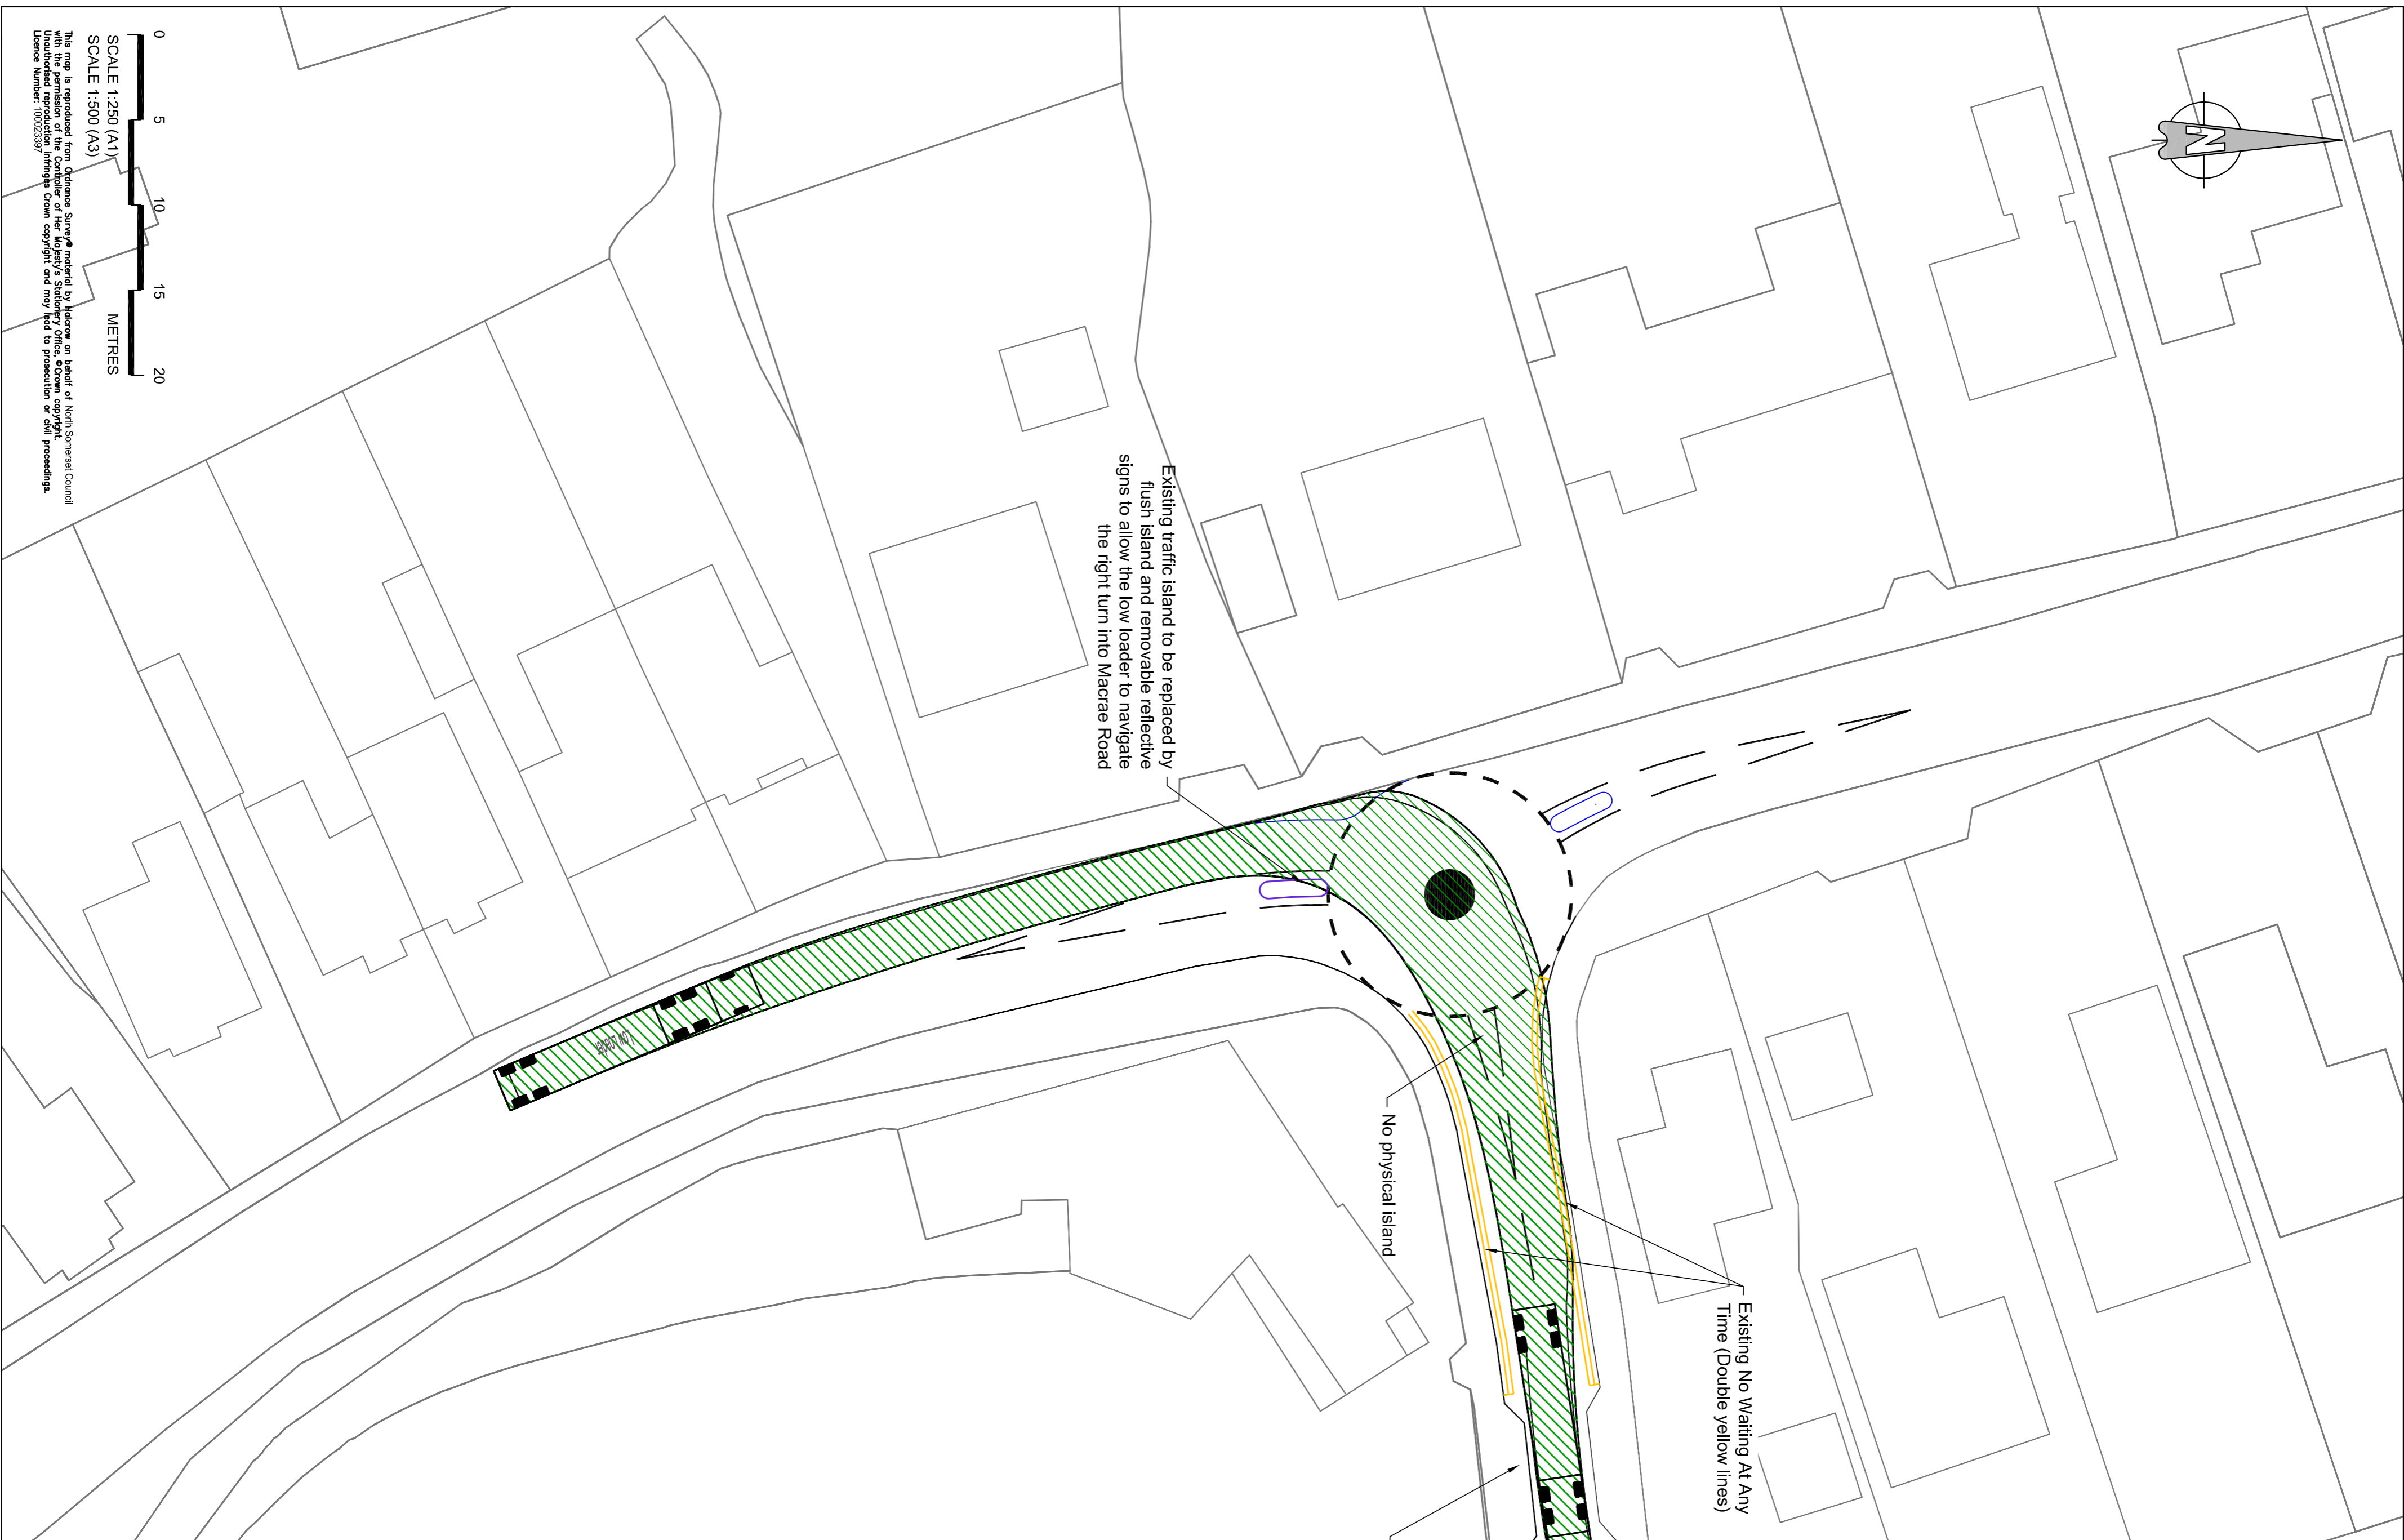 N
0 5 10 15 20
SCALE 1:250 (A1) METRES
SCALE 1:500 (A3)
This map is reproduced from Ordnance Survey® material by Halcrow on behalf of North Somerset Council
with the permission of the Controller of Her Majesty's Stationery Office, © Crown copyright.
Unauthorised reproduction infringes Crown copyright and may lead to prosecution or civil proceedings.
Licence Number: 100023397
Existing traffic island to be replaced by
flush island and removable reflective
signs to allow the low loader to navigate
the right turn into Macrae Road
Low loader
No physical island
Existing No Waiting At Any
Time (Double yellow lines)